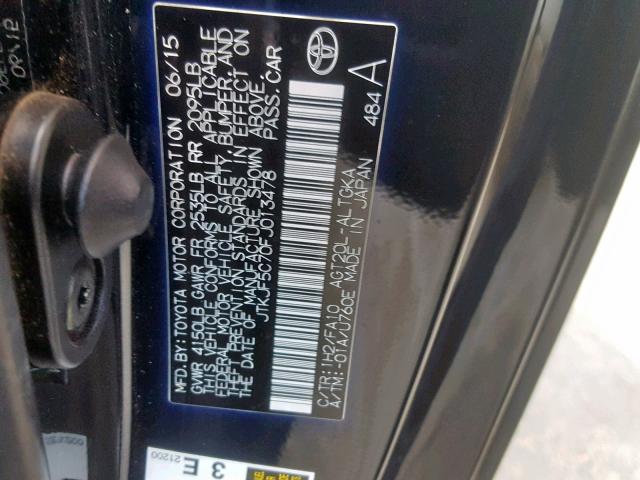 MFD. BY: TOYOTA MOTOR CORPORATION 06/15
GVWR 4150LB GAWR FR 2535LB RR 2095LB
THIS VEHICLE CONFORMS TO ALL APPLICABLE
FEDERAL MOTOR VEHICLE SAFETY, BUMPER, AND
THEFT PREVENTION STANDARDS IN EFFECT ON
THE DATE OF MANUFACTURE SHOWN ABOVE.
JTKJF5C70FJ013478 PASS. CAR
C/TR: 1H2/FA10 AGT20L-ALTGKA
A/TM: -01A/U760E MADE IN JAPAN
484 A
3 E
21200